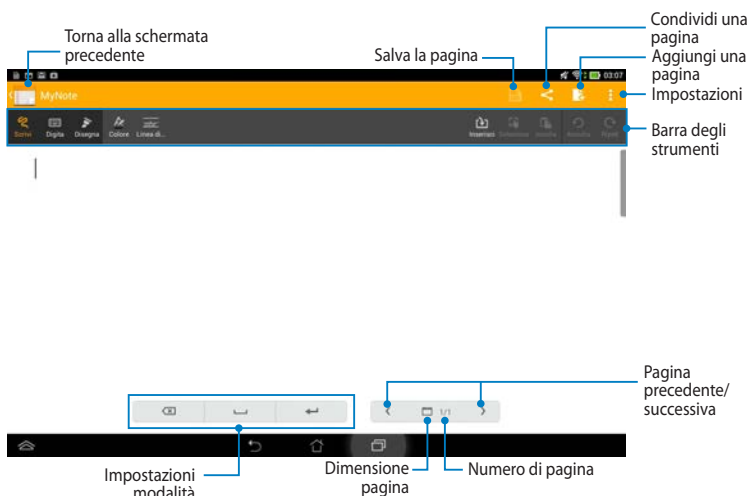 Condividi una
pagina
Torna alla schermata
precedente
Salva la pagina
Aggiungi una
pagina
03:07
MyNote
Impostazioni
Scrivi
Digita
Disegna
Colore
Linea di...
Inserisci
Seleziona
Annulla
Ripeti
Barra degli
strumenti
Pagina
precedente/
successiva
1/1
Impostazioni
modalità
Dimensione
pagina
Numero di pagina